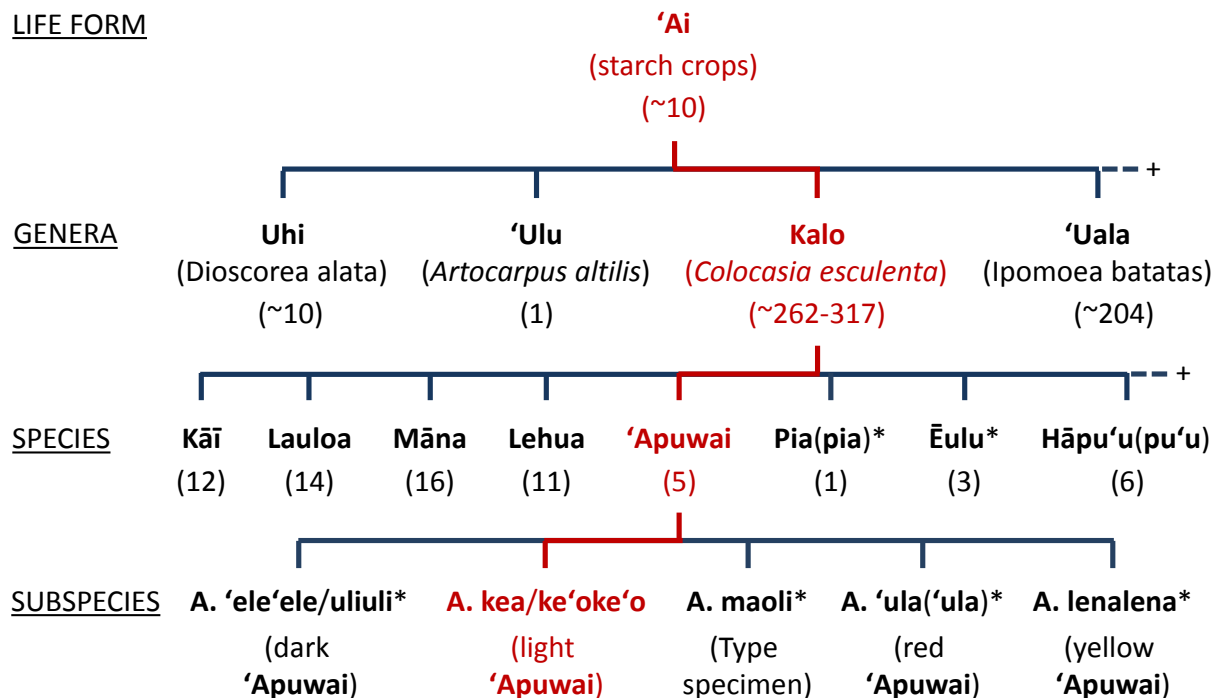 LIFE FORM
ʻAi
(starch crops)
(~10)
+
GENERA
Uhi ʻUlu Kalo ʻUala
(Dioscorea alata) (Artocarpus altilis) (Colocasia esculenta) (Ipomoea batatas)
(~10) (1) (~262-317) (~204)
+
SPECIES Kāī Lauloa Māna Lehua ʻApuwai Pia(pia)* Ēulu* Hāpuʻu(puʻu)
(12) (14) (16) (11) (5) (1) (3) (6)
SUBSPECIES A. ʻeleʻele/uliuli* A. kea/keʻokeʻo A. maoli* A. ʻula(ʻula)* A. lenalena*
(dark (light (Type (red (yellow
ʻApuwai) ʻApuwai) specimen) ʻApuwai) ʻApuwai)